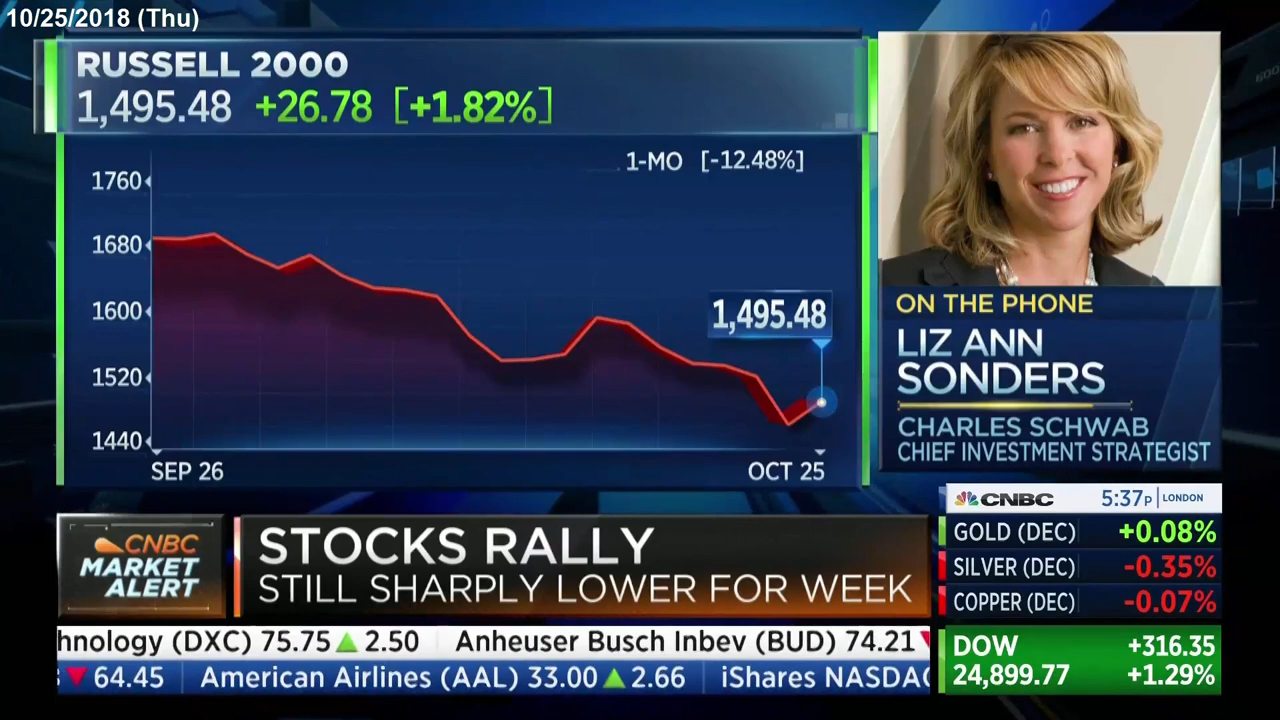 10/25/2018 (Thu)
RUSSELL 2000
1,495.48 +26.78 [+1.82%]
1-MO [-12.48%]
1760
1680
1600
1520
1440
1,495.48
SEP 26 OCT 25
ON THE PHONE
LIZ ANN
SONDERS
CHARLES SCHWAB
CHIEF INVESTMENT STRATEGIST
CNBC 5:37P LONDON
GOLD (DEC) +0.08%
SILVER (DEC) -0.35%
COPPER (DEC) -0.07%
DOW +316.35
24,899.77 +1.29%
CNBC
MARKET
ALERT
STOCKS RALLY
STILL SHARPLY LOWER FOR WEEK
hnology (DXC) 75.75 ▲ 2.50 Anheuser Busch Inbev (BUD) 74.21 ▼
▼ 64.45 American Airlines (AAL) 33.00 ▲ 2.66 iShares NASDA